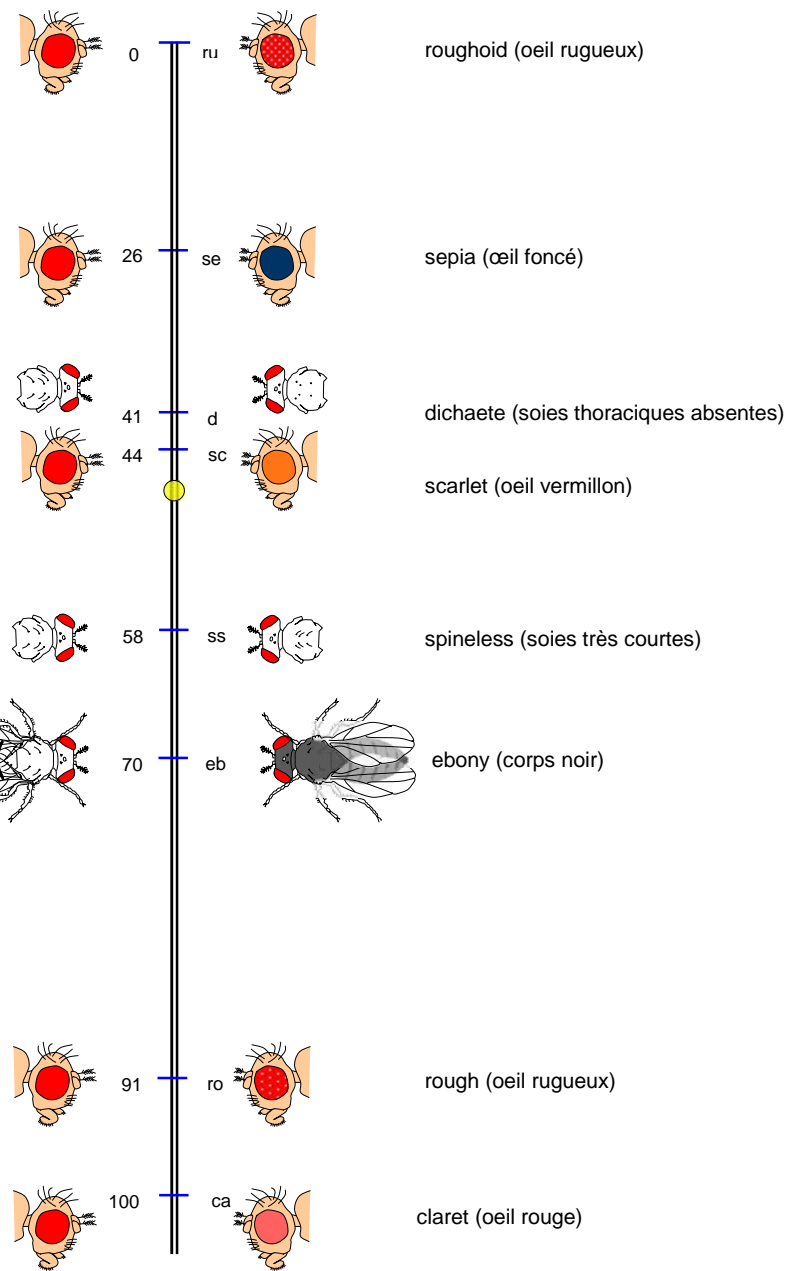 0 ru roughoid (oeil rugueux)
26 se sepia (œil foncé)
41 d dichaete (soies thoraciques absentes)
44 sc scarlet (oeil vermillon)
58 ss spineless (soies très courtes)
70 eb ebony (corps noir)
91 ro rough (oeil rugueux)
100 ca claret (oeil rouge)